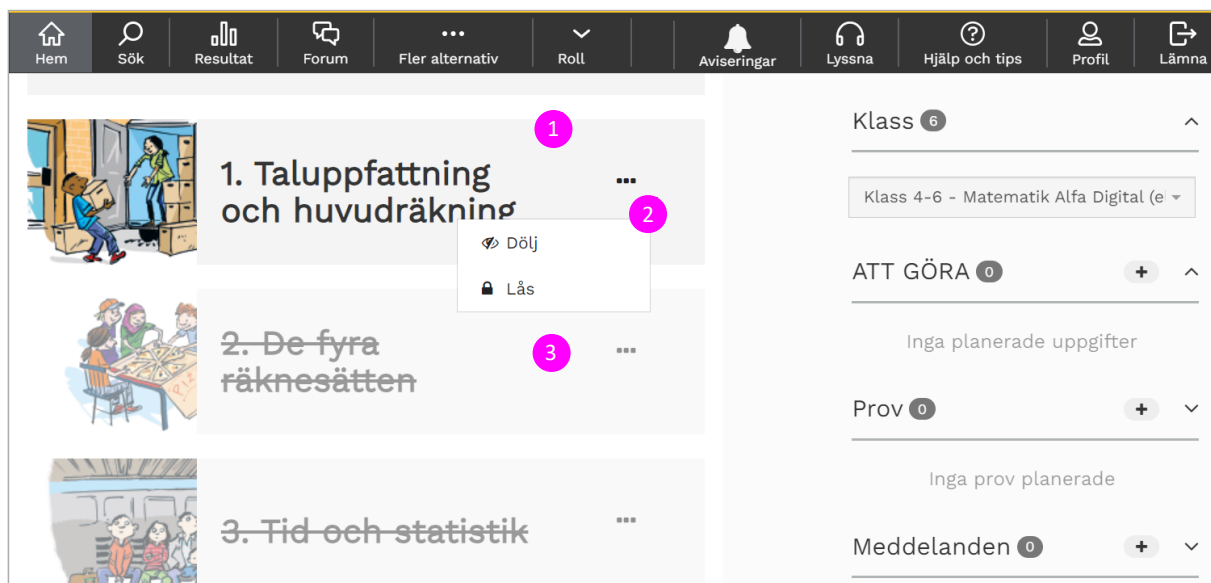 Hem
Sök
Resultat
Forum
Fler alternativ
Roll
Aviseringar
Lyssna
Hjälp och tips
Profil
Lämna
1
1. Taluppfattning
och huvudräkning
2
Dölj
Lås
2. De fyra
räknesätten
3
3. Tid och statistik
Klass 6
Klass 4-6 - Matematik Alfa Digital (e
ATT GÖRA 0
Inga planerade uppgifter
Prov 0
Inga prov planerade
Meddelanden 0